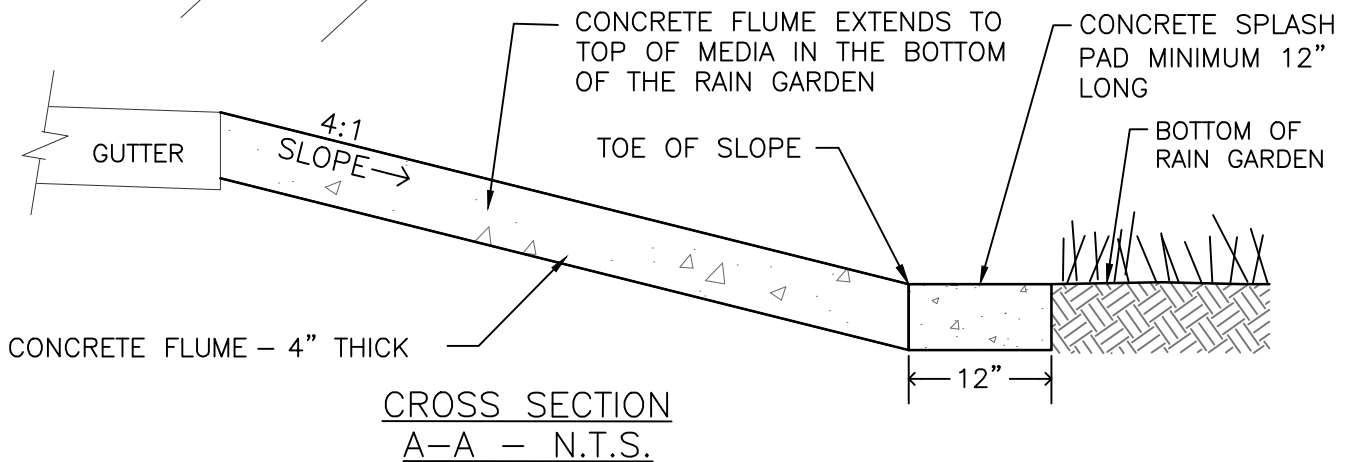 CONCRETE FLUME EXTENDS TO
TOP OF MEDIA IN THE BOTTOM
OF THE RAIN GARDEN
CONCRETE SPLASH
PAD MINIMUM 12”
LONG
4:1
SLOPE
GUTTER
TOE OF SLOPE
BOTTOM OF
RAIN GARDEN
CONCRETE FLUME – 4” THICK
12”
CROSS SECTION
A–A – N.T.S.